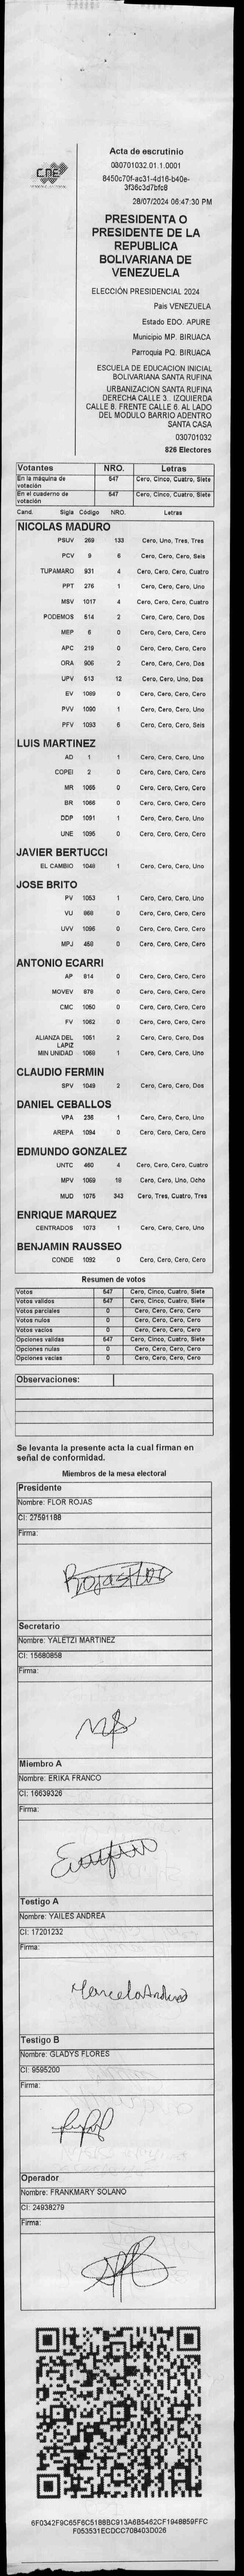 CNE
Acta de escrutinio
030701032.01.1.0001
8450c70f-ac31-4d16-b40e-
3f36c3d7bfc8
28/07/2024 06:47:30 PM
PRESIDENTA O
PRESIDENTE DE LA
REPUBLICA
BOLIVARIANA DE
VENEZUELA
ELECCIÓN PRESIDENCIAL 2024
Pais VENEZUELA
Estado EDO. APURE
Municipio MP. BIRUACA
Parroquia PQ. BIRUACA
ESCUELA DE EDUCACION INICIAL
BOLIVARIANA SANTA RUFINA
URBANIZACION SANTA RUFINA
DERECHA CALLE 3.. IZQUIERDA
CALLE 8. FRENTE CALLE 6. AL LADO
DEL MODULO BARRIO ADENTRO
SANTA CASA
030701032
826 Electores
Votantes NRO. Letras
En la máquina de votación 547 Cero, Cinco, Cuatro, Siete
En el cuaderno de votación 547 Cero, Cinco, Cuatro, Siete
Cand. Sigla Código NRO. Letras
NICOLAS MADURO
PSUV 269 133 Cero, Uno, Tres, Tres
PCV 9 6 Cero, Cero, Cero, Seis
TUPAMARO 931 4 Cero, Cero, Cero, Cuatro
PPT 276 1 Cero, Cero, Cero, Uno
MSV 1017 4 Cero, Cero, Cero, Cuatro
PODEMOS 514 2 Cero, Cero, Cero, Dos
MEP 6 0 Cero, Cero, Cero, Cero
APC 219 0 Cero, Cero, Cero, Cero
ORA 906 2 Cero, Cero, Cero, Dos
UPV 613 12 Cero, Cero, Uno, Dos
EV 1089 0 Cero, Cero, Cero, Cero
PVV 1090 1 Cero, Cero, Cero, Uno
PFV 1093 6 Cero, Cero, Cero, Seis
LUIS MARTINEZ
AD 1 1 Cero, Cero, Cero, Uno
COPEI 2 0 Cero, Cero, Cero, Cero
MR 1065 0 Cero, Cero, Cero, Cero
BR 1066 0 Cero, Cero, Cero, Cero
DDP 1091 1 Cero, Cero, Cero, Uno
UNE 1095 0 Cero, Cero, Cero, Cero
JAVIER BERTUCCI
EL CAMBIO 1048 1 Cero, Cero, Cero, Uno
JOSE BRITO
PV 1053 1 Cero, Cero, Cero, Uno
VU 868 0 Cero, Cero, Cero, Cero
UVV 1096 0 Cero, Cero, Cero, Cero
MPJ 459 0 Cero, Cero, Cero, Cero
ANTONIO ECARRI
AP 814 0 Cero, Cero, Cero, Cero
MOVEV 878 0 Cero, Cero, Cero, Cero
CMC 1050 0 Cero, Cero, Cero, Cero
FV 1062 0 Cero, Cero, Cero, Cero
ALIANZA DEL LAPIZ 1051 2 Cero, Cero, Cero, Dos
MIN UNIDAD 1068 1 Cero, Cero, Cero, Uno
CLAUDIO FERMIN
SPV 1049 2 Cero, Cero, Cero, Dos
DANIEL CEBALLOS
VPA 236 1 Cero, Cero, Cero, Uno
AREPA 1094 0 Cero, Cero, Cero, Cero
EDMUNDO GONZALEZ
UNTC 460 4 Cero, Cero, Cero, Cuatro
MPV 1069 18 Cero, Cero, Uno, Ocho
MUD 1075 343 Cero, Tres, Cuatro, Tres
ENRIQUE MARQUEZ
CENTRADOS 1073 1 Cero, Cero, Cero, Uno
BENJAMIN RAUSSEO
CONDE 1092 0 Cero, Cero, Cero, Cero
Resumen de votos
Votos 547 Cero, Cinco, Cuatro, Siete
Votos validos 547 Cero, Cinco, Cuatro, Siete
Votos parciales 0 Cero, Cero, Cero, Cero
Votos nulos 0 Cero, Cero, Cero, Cero
Votos vacíos 0 Cero, Cero, Cero, Cero
Opciones validas 547 Cero, Cinco, Cuatro, Siete
Opciones nulas 0 Cero, Cero, Cero, Cero
Opciones vacías 0 Cero, Cero, Cero, Cero
Observaciones:
Se levanta la presente acta la cual firman en
señal de conformidad.
Miembros de la mesa electoral
Presidente
Nombre: FLOR ROJAS
CI: 27591188
Firma:
Rojas Flor
Secretario
Nombre: YALETZI MARTINEZ
CI: 15680858
Firma:
Miembro A
Nombre: ERIKA FRANCO
CI: 16639326
Firma:
Testigo A
Nombre: YAILES ANDREA
CI: 17201232
Firma:
Testigo B
Nombre: GLADYS FLORES
CI: 9595200
Firma:
Operador
Nombre: FRANKMARY SOLANO
CI: 24938279
Firma:
6F0342F9C65F6C518BBC913A6B5462CF1948859FFC
F053531ECDCC708403D026